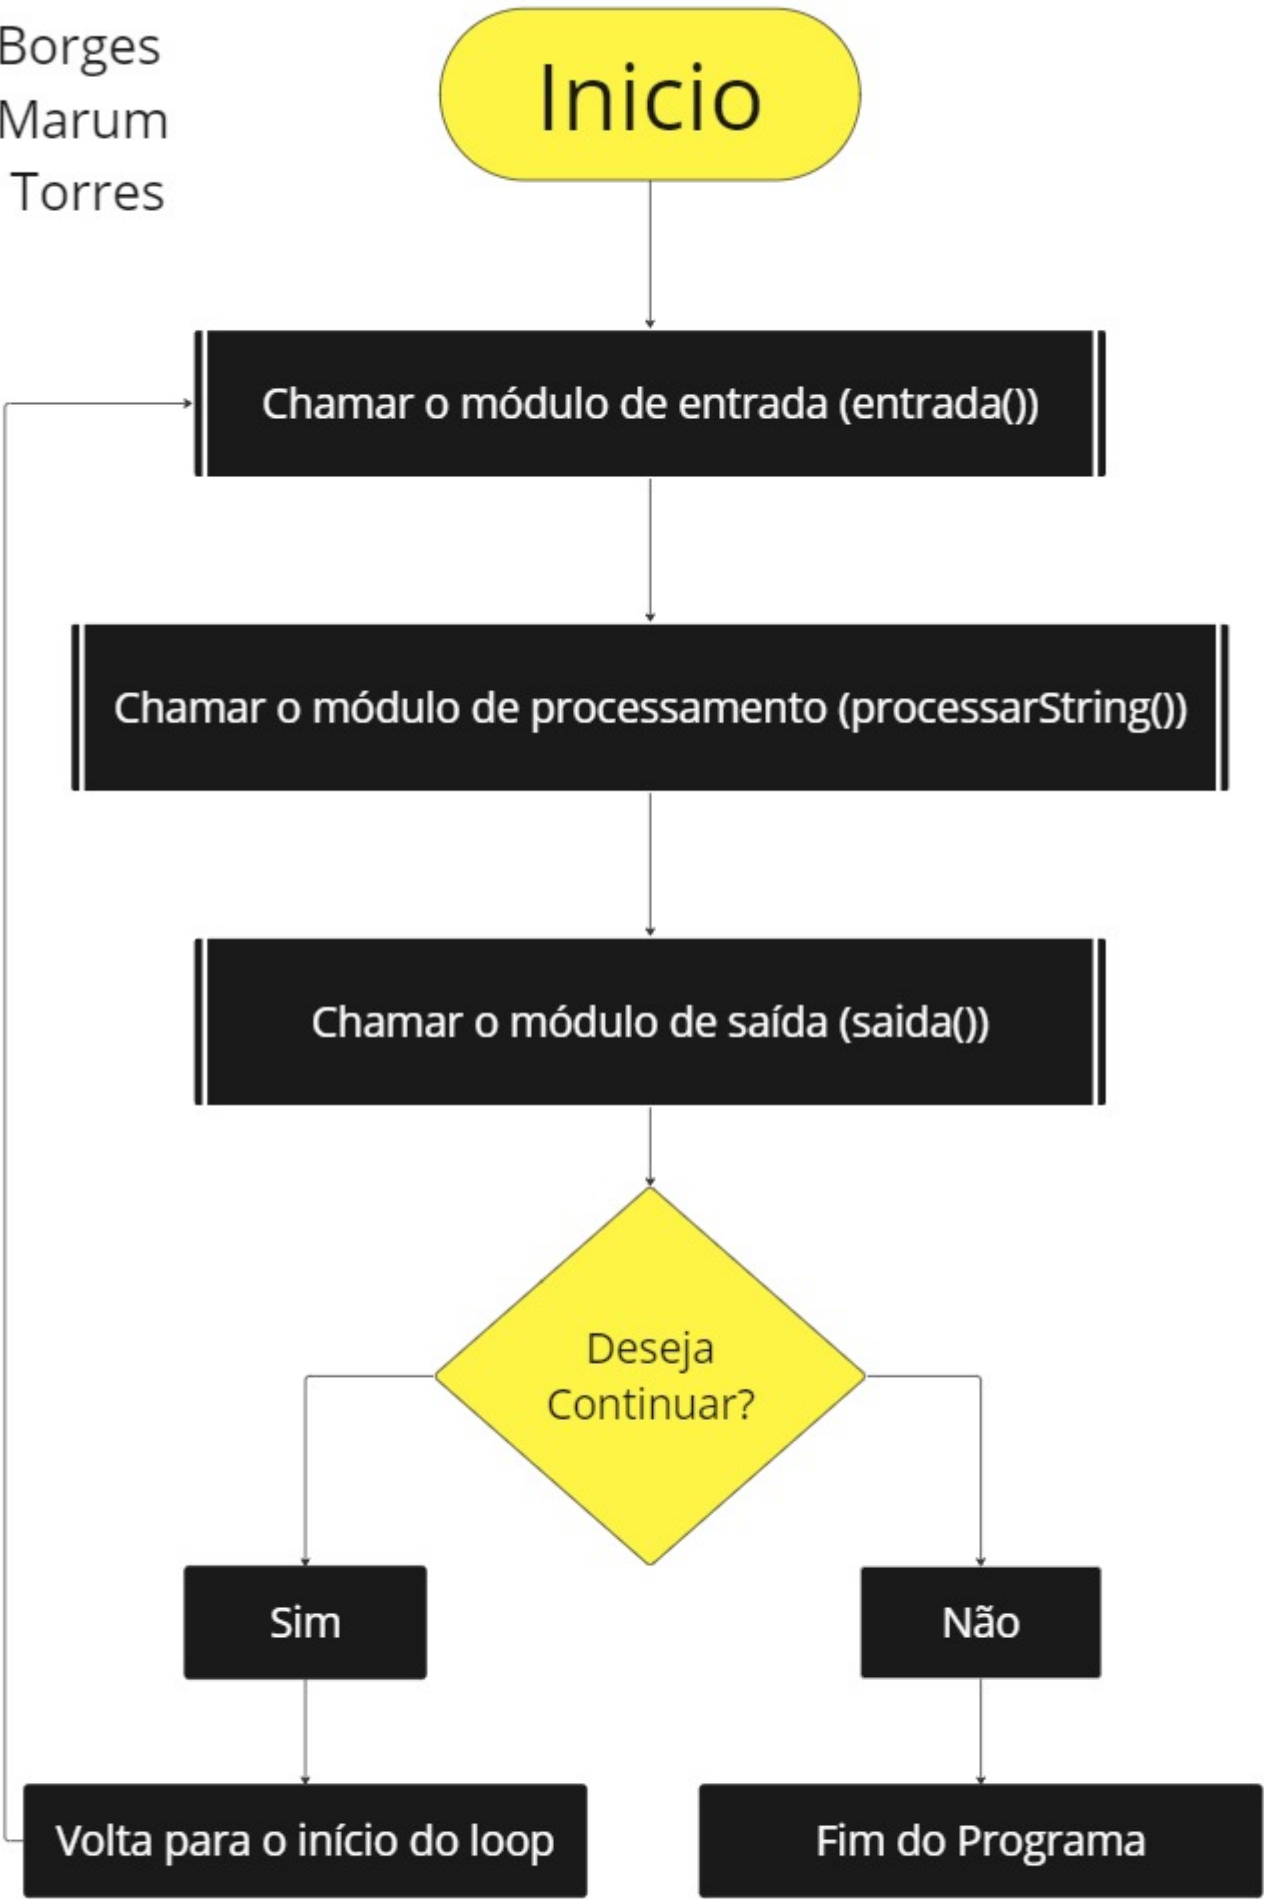 Borges
Marum
Torres
Inicio
Chamar o módulo de entrada (entrada())
Chamar o módulo de processamento (processarString())
Chamar o módulo de saída (saida())
Deseja
Continuar?
Sim
Não
Volta para o início do loop
Fim do Programa